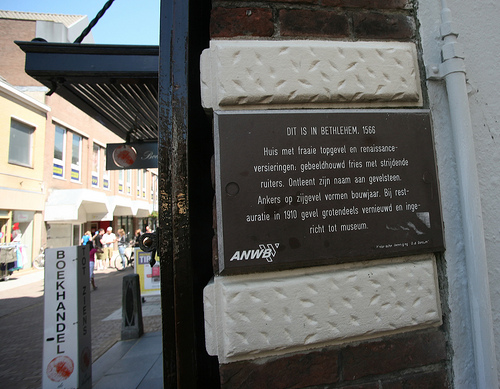 DIT IS IN BETHLEHEM, 1566
Huis met fraaie topgevel en renaissance-
versieringen: gebeeldhouwd fries met strijdende
ruiters. Ontleent zijn naam aan gevelsteen.
Ankers op zijgevel vormen bouwjaar. Bij rest-
auratie in 1910 gevel grotendeels vernieuwd en inge-
richt tot museum.
ANWB
BOEKHANDEL